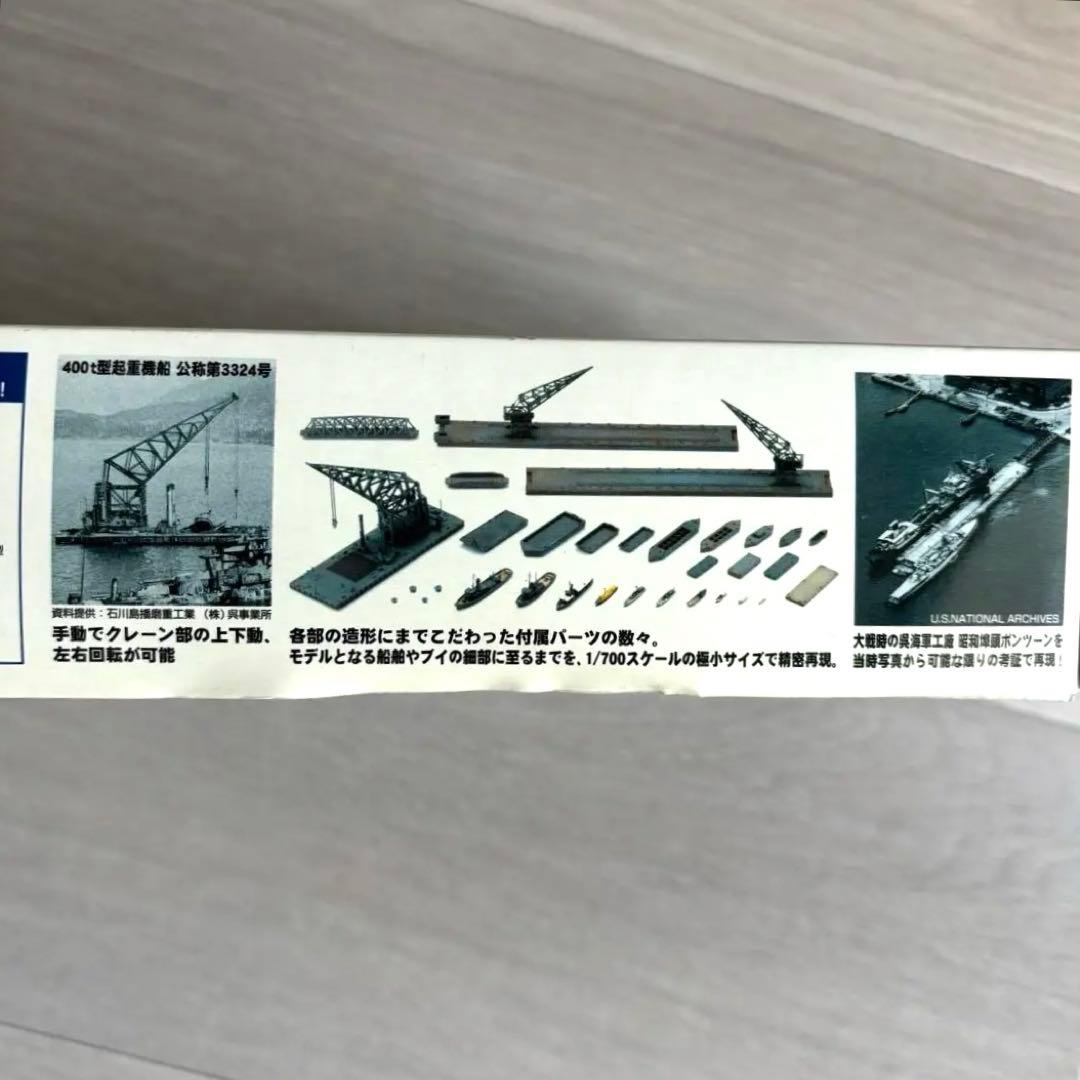 !
400t型起重機船 公称第3324号
資料提供：石川島播磨重工業 （株）呉事業所
手動でクレーン部の上下動、
左右回転が可能
各部の造形にまでこだわった付属パーツの数々。
モデルとなる船舶やブイの細部に至るまでを、1/700スケールの極小サイズで精密再現。
U.S.NATIONAL ARCHIVES
大戦時の呉海軍工廠 昭和埠頭ポンツーンを
当時写真から可能な限りの考証で再現！
型